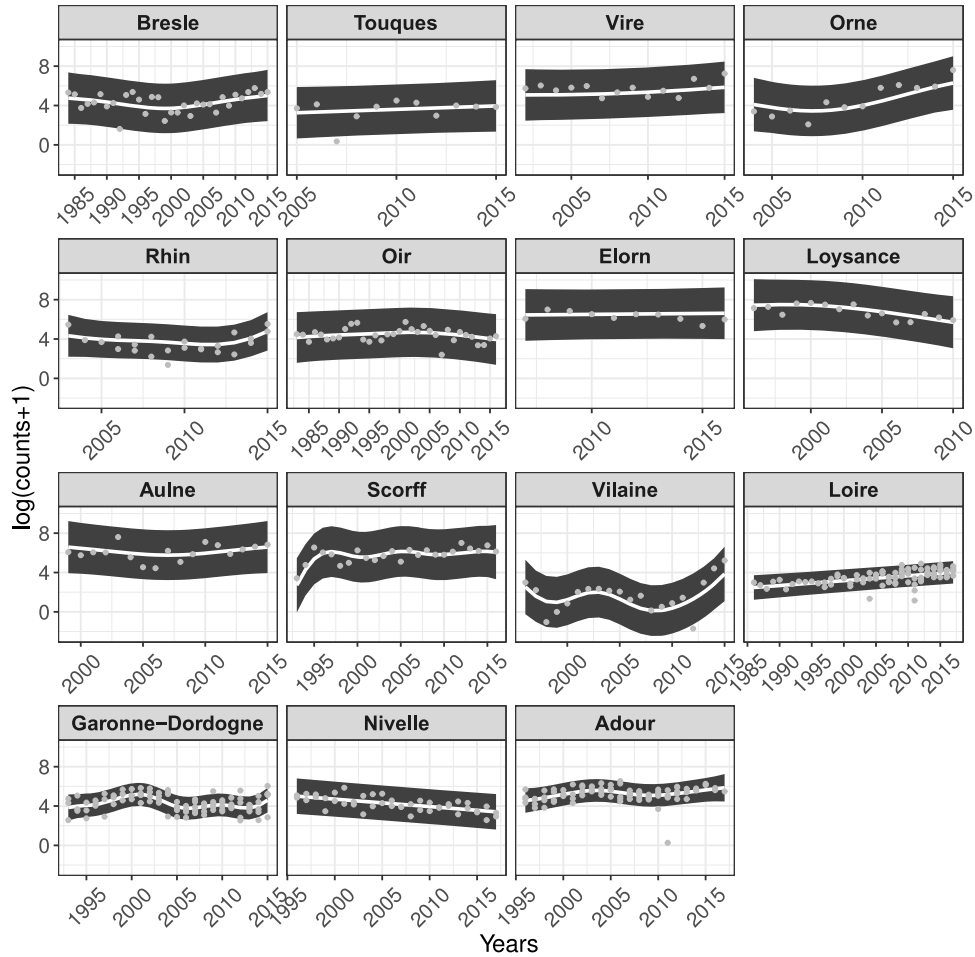 Bresle Touques Vire Orne
8
4
0
1985 1990 1995 2000 2005 2010 2015 2005 2010 2015 2005 2010 2015 2005 2010 2015
Rhin Oir Elorn Loysance
8
4
0
2005 2010 2015 1985 1990 1995 2000 2005 2010 2015 2010 2015 2000 2005 2010
log(counts+1)
Aulne Scorff Vilaine Loire
8
4
0
2000 2005 2010 2015 1995 2000 2005 2010 2015 2000 2005 2010 2015 1985 1990 1995 2000 2005 2010 2015
Garonne−Dordogne Nivelle Adour
8
4
0
1995 2000 2005 2010 2015 1995 2000 2005 2010 2015 1995 2000 2005 2010 2015
Years